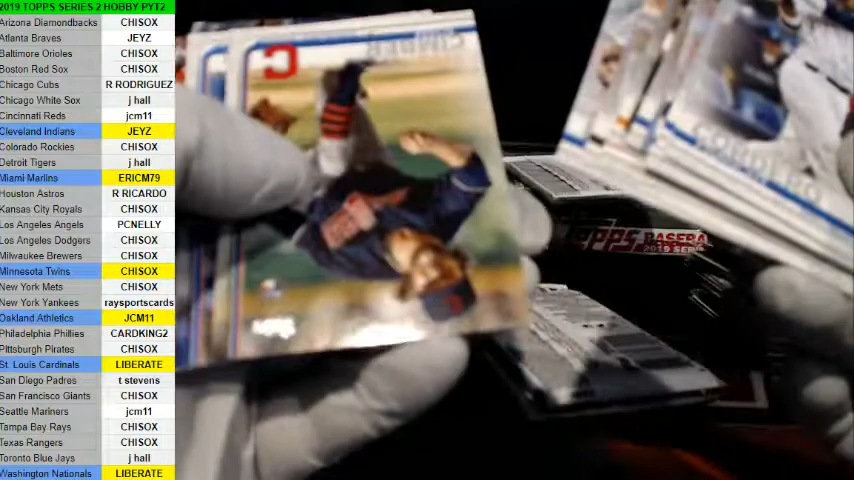 2019 TOPPS SERIES 2 HOBBY PYT2
Arizona Diamondbacks CHISOX
Atlanta Braves JEYZ
Baltimore Orioles CHISOX
Boston Red Sox CHISOX
Chicago Cubs R RODRIGUEZ
Chicago White Sox j hall
Cincinnati Reds jcm11
Cleveland Indians JEYZ
Colorado Rockies CHISOX
Detroit Tigers j hall
Miami Marlins ERICM79
Houston Astros R RICARDO
Kansas City Royals CHISOX
Los Angeles Angels PCNELLY
Los Angeles Dodgers CHISOX
Milwaukee Brewers CHISOX
Minnesota Twins CHISOX
New York Mets CHISOX
New York Yankees raysportscards
Oakland Athletics JCM11
Philadelphia Phillies CARDKING2
Pittsburgh Pirates CHISOX
St. Louis Cardinals LIBERATE
San Diego Padres t stevens
San Francisco Giants CHISOX
Seattle Mariners jcm11
Tampa Bay Rays CHISOX
Texas Rangers CHISOX
Toronto Blue Jays j hall
Washington Nationals LIBERATE
C
CORDERO
TOPPS BASEBA
2019 SERI